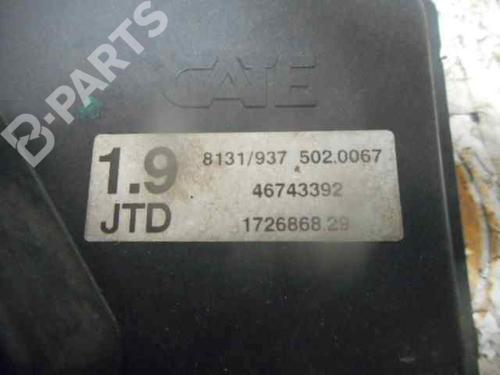 GATE
B-PARTS
1.9 8131/937 502.0067
46743392
JTD 1726868.29